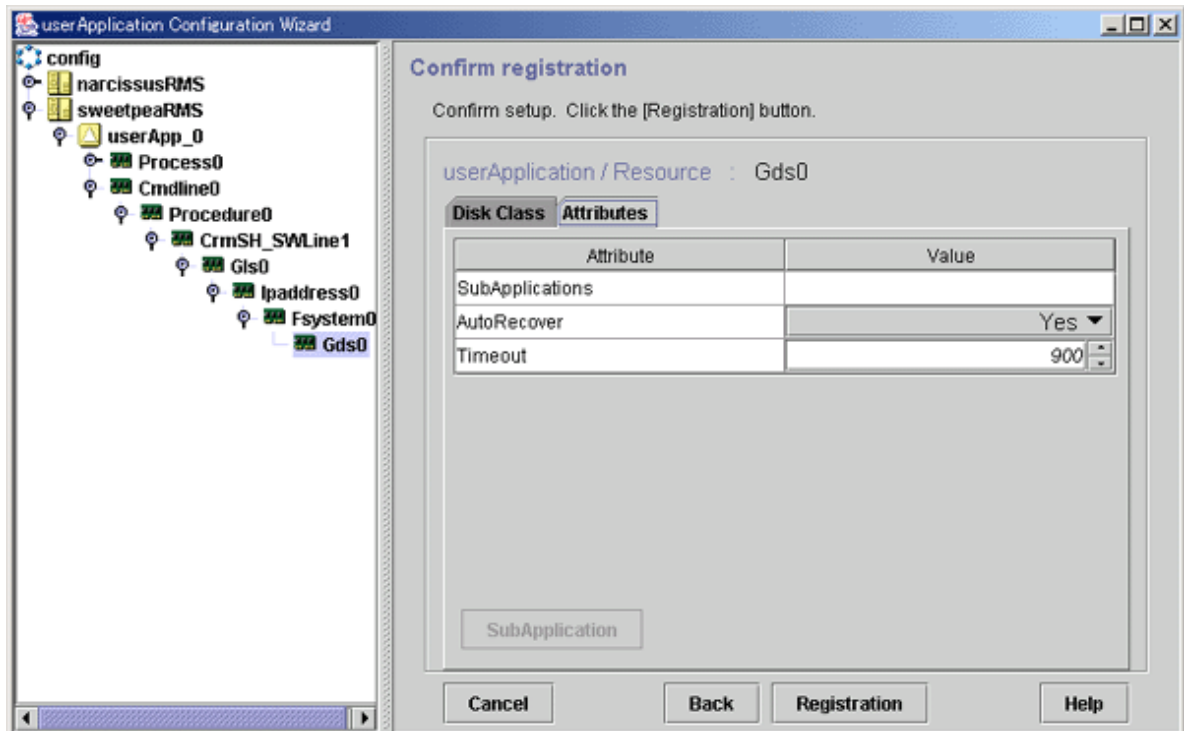 userApplication Configuration Wizard
config
narcissusRMS
sweetpeaRMS
userApp_0
Process0
Cmdline0
Procedure0
CrmSH_SWLine1
Gls0
Ipaddress0
Fsystem0
Gds0
Confirm registration
Confirm setup. Click the [Registration] button.
userApplication / Resource : Gds0
Disk Class Attributes
Attribute Value
SubApplications
AutoRecover Yes
Timeout 900
SubApplication
Cancel Back Registration Help